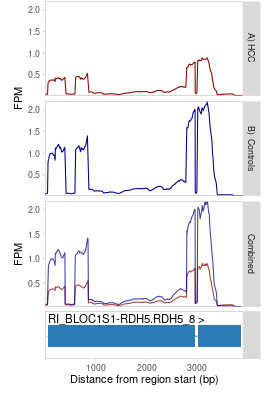 2.0
1.5
1.0
0.5
A) HCC
FPM
2.0
1.5
1.0
0.5
B) Controls
2.0
1.5
1.0
0.5
Combined
FPM
RI_BLOC1S1-RDH5.RDH5_8 >
1000 2000 3000
Distance from region start (bp)